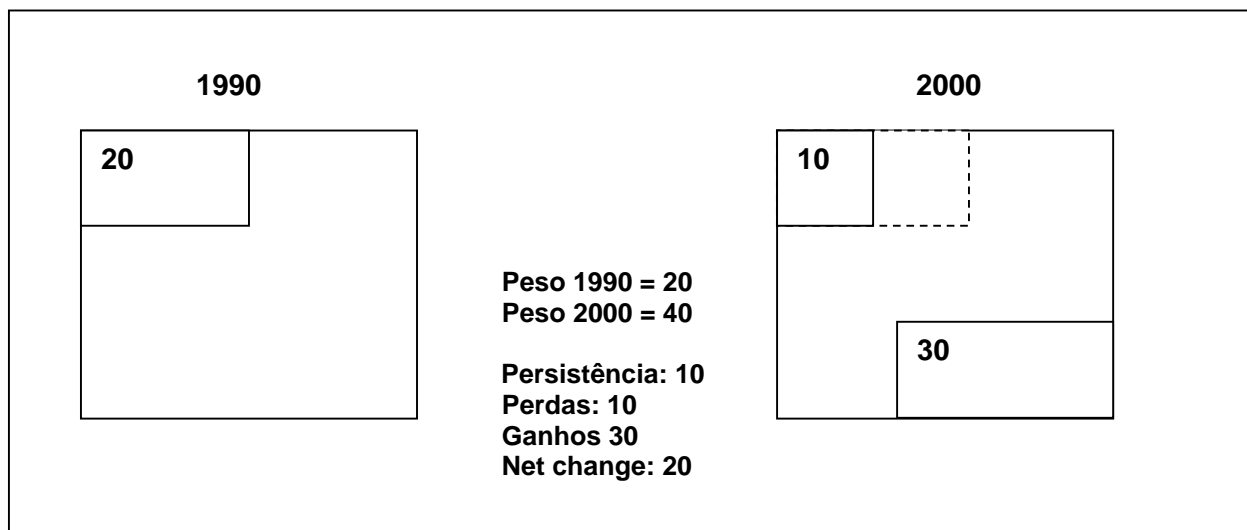 1990
2000
20
10
Peso 1990 = 20
Peso 2000 = 40
30
Persistência: 10
Perdas: 10
Ganhos 30
Net change: 20